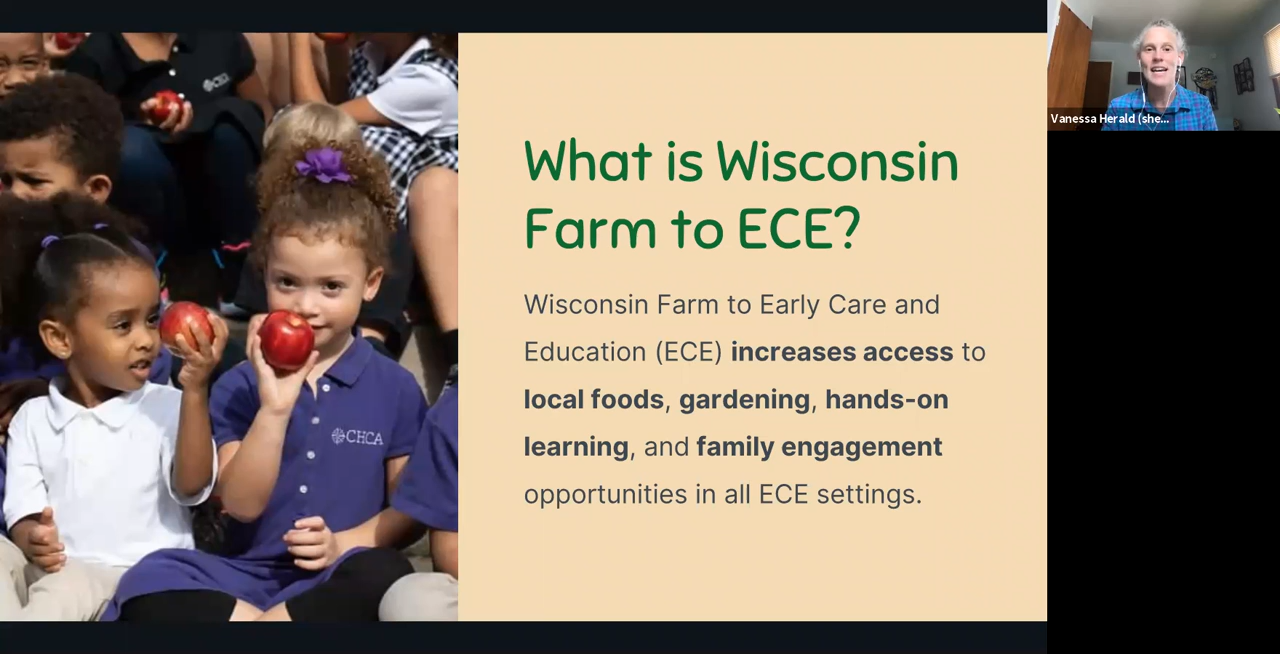 What is Wisconsin
Farm to ECE?
Wisconsin Farm to Early Care and
Education (ECE) increases access to
local foods, gardening, hands-on
learning, and family engagement
opportunities in all ECE settings.
CHCA
Vanessa Herald (she...